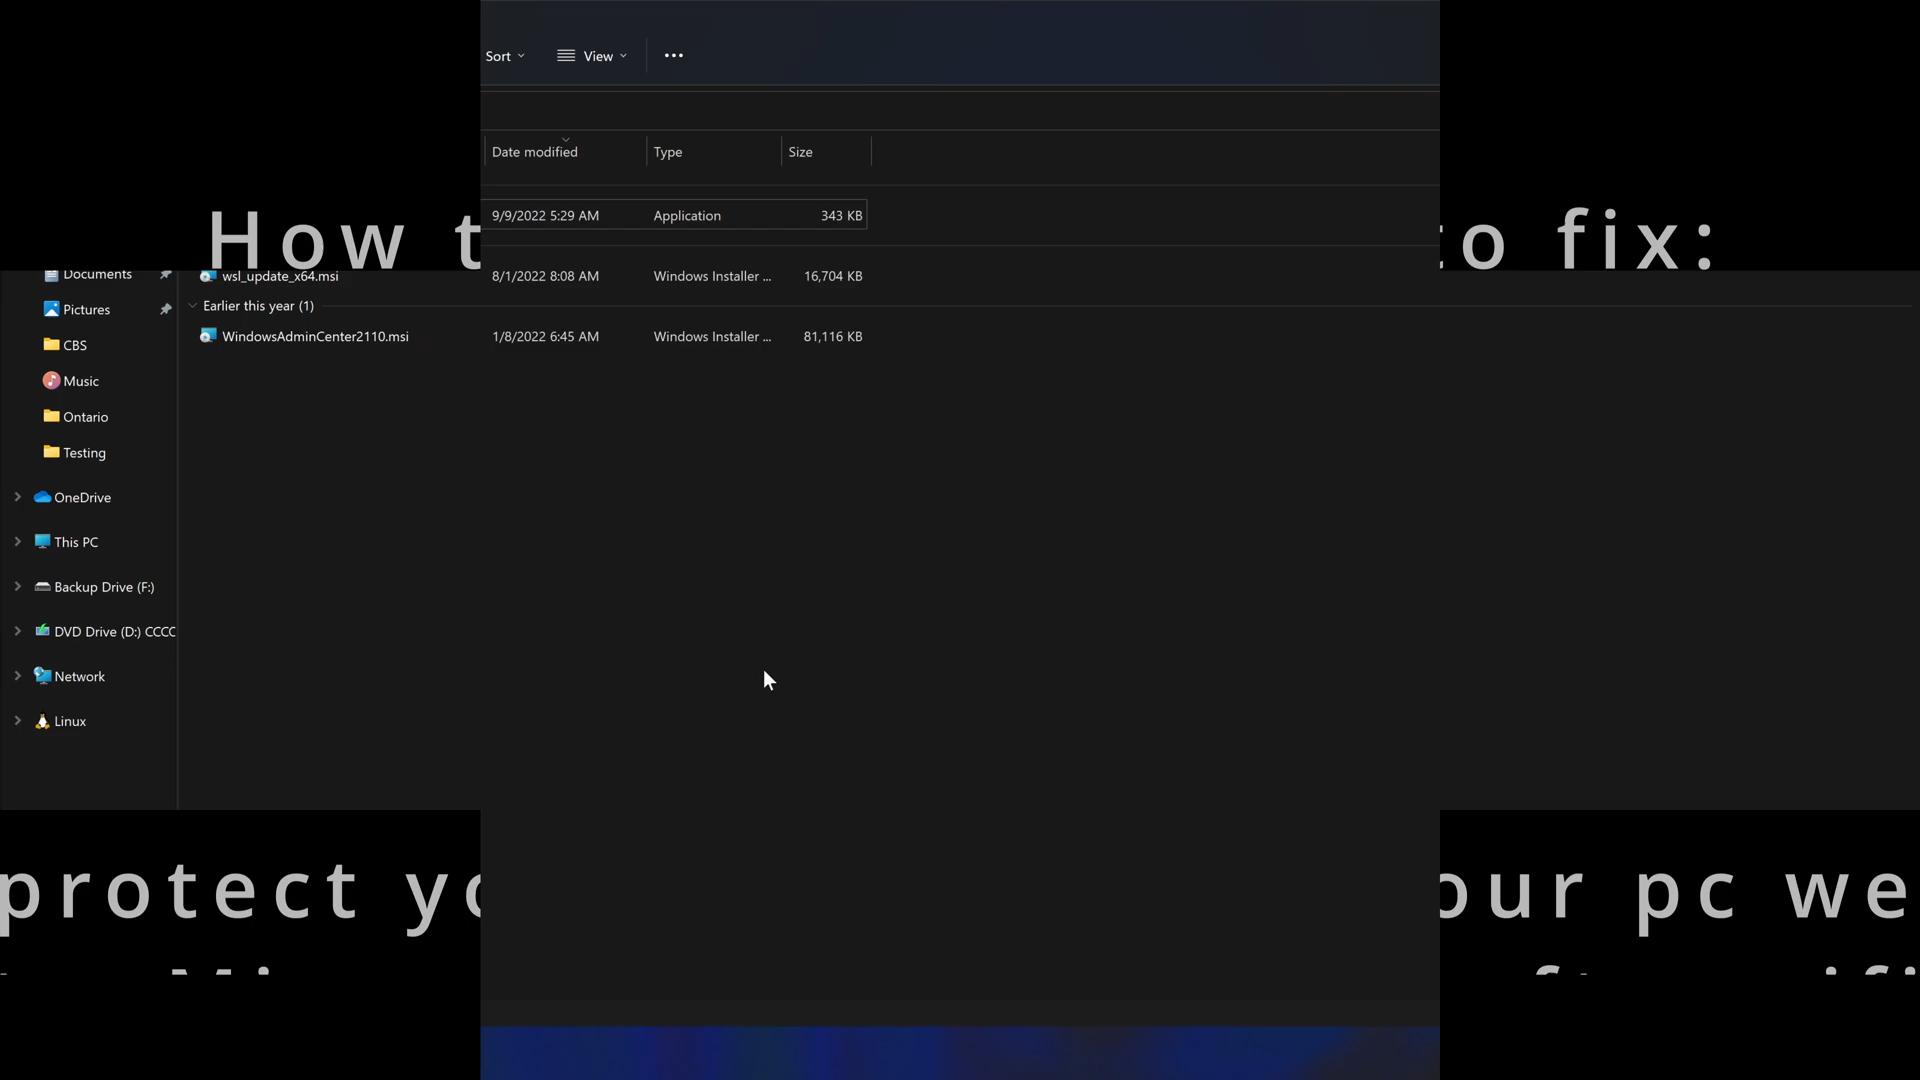 Sort View
Date modified Type Size
9/9/2022 5:29 AM Application 343 KB
How to fix:
Documents
wsl_update_x64.msi 8/1/2022 8:08 AM Windows Installer ... 16,704 KB
Earlier this year (1)
Pictures
WindowsAdminCenter2110.msi 1/8/2022 6:45 AM Windows Installer ... 81,116 KB
CBS
Music
Ontario
Testing
OneDrive
This PC
Backup Drive (F:)
DVD Drive (D:) CCCC
Network
Linux
protect your pc we